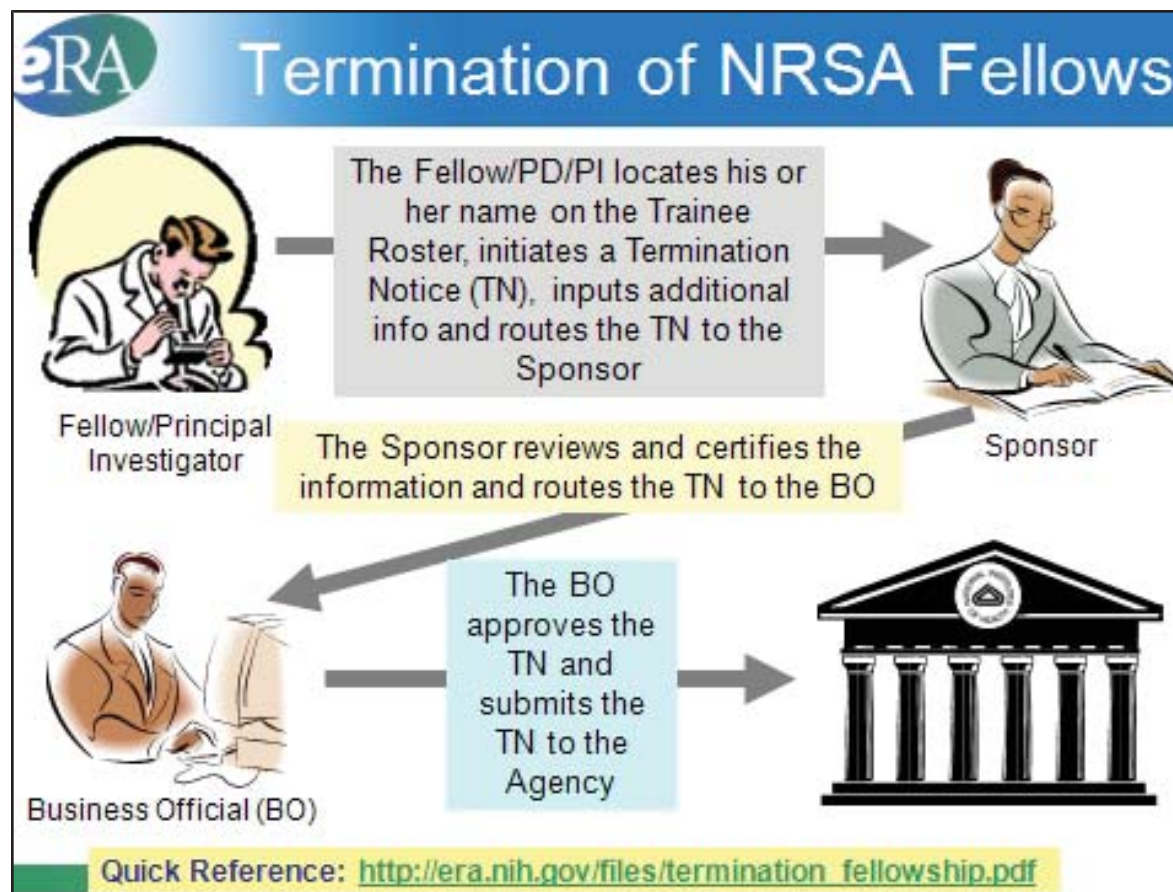 eRA
Termination of NRSA Fellows
The Fellow/PD/PI locates his or
her name on the Trainee
Roster, initiates a Termination
Notice (TN), inputs additional
info and routes the TN to the
Sponsor
Fellow/Principal
Investigator
Sponsor
The Sponsor reviews and certifies the
information and routes the TN to the BO
The BO
approves the
TN and
submits the
TN to the
Agency
Business Official (BO)
Quick Reference: http://era.nih.gov/files/termination_fellowship.pdf